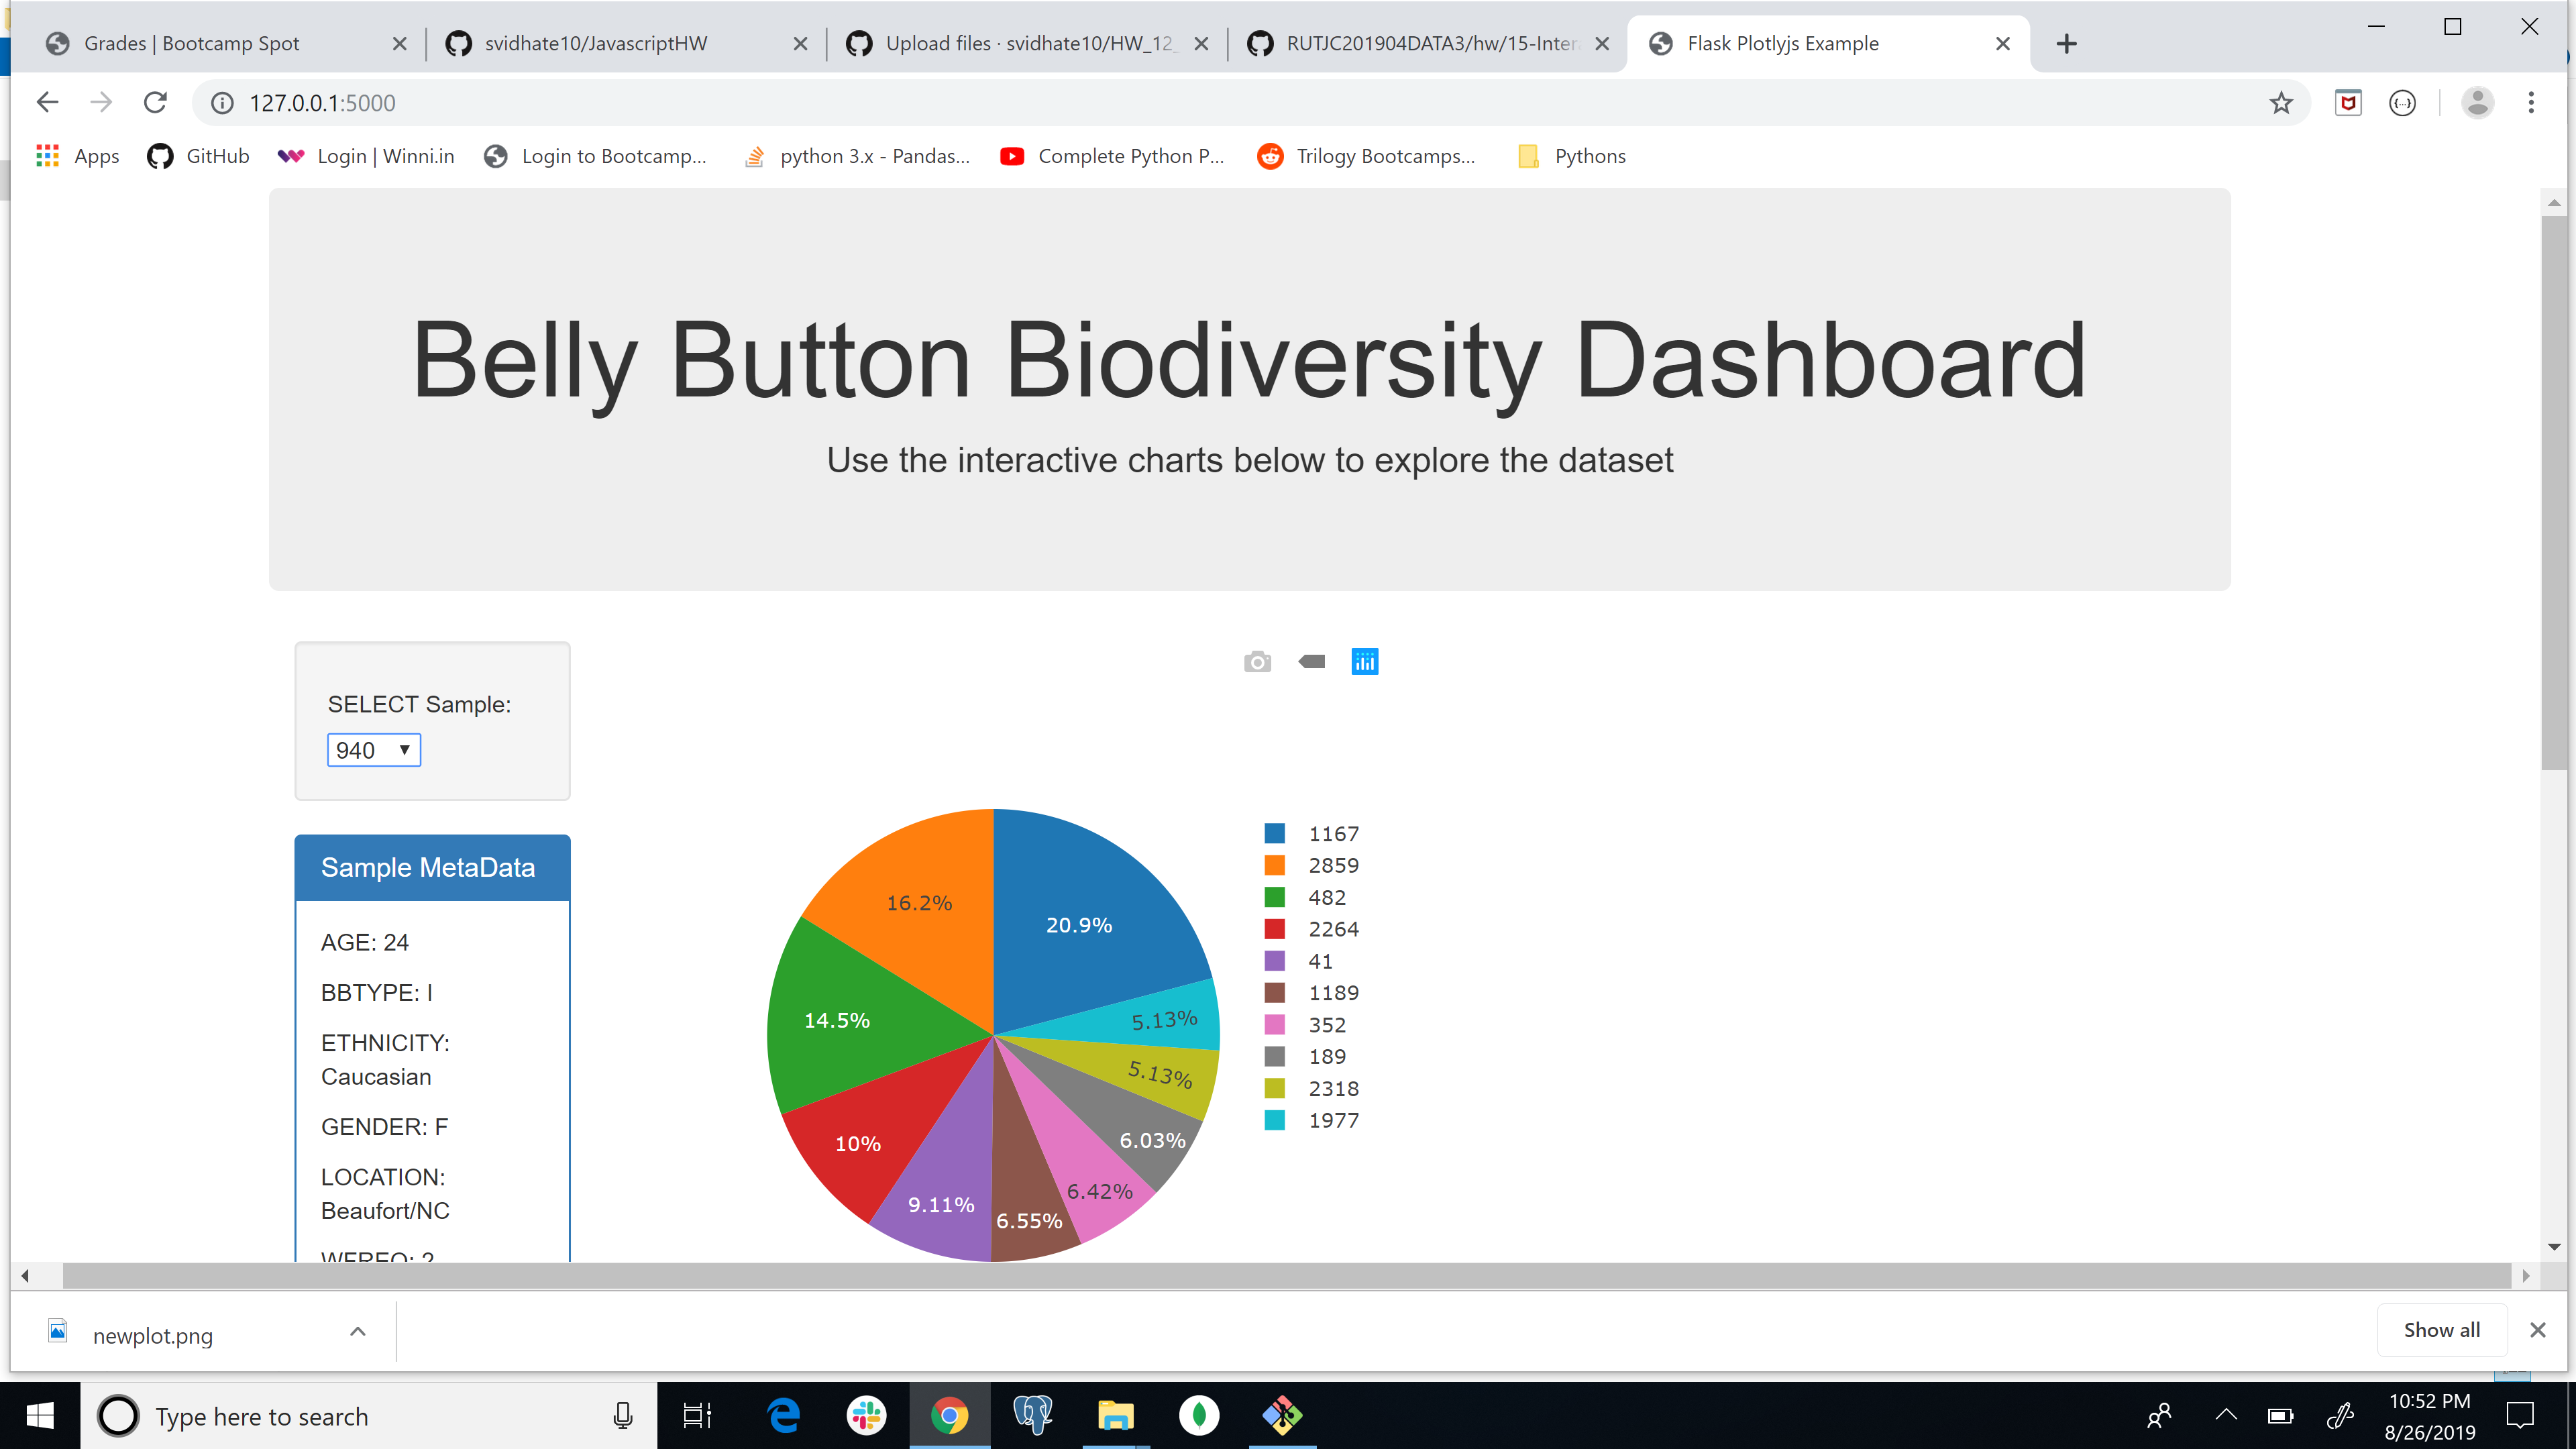 Grades | Bootcamp Spot
svidhate10/JavascriptHW
Upload files · svidhate10/HW_12_
RUTJC201904DATA3/hw/15-Inter
Flask Plotlyjs Example
127.0.0.1:5000
Apps
GitHub
Login | Winni.in
Login to Bootcamp...
python 3.x - Pandas...
Complete Python P...
Trilogy Bootcamps...
Pythons
Belly Button Biodiversity Dashboard
Use the interactive charts below to explore the dataset
SELECT Sample:
940
Sample MetaData
AGE: 24
BBTYPE: I
ETHNICITY:
Caucasian
GENDER: F
LOCATION:
Beaufort/NC
WFREQ: 2
16.2%
20.9%
14.5%
5.13%
5.13%
10%
6.03%
9.11%
6.55%
6.42%
1167
2859
482
2264
41
1189
352
189
2318
1977
newplot.png
Show all
Type here to search
10:52 PM
8/26/2019